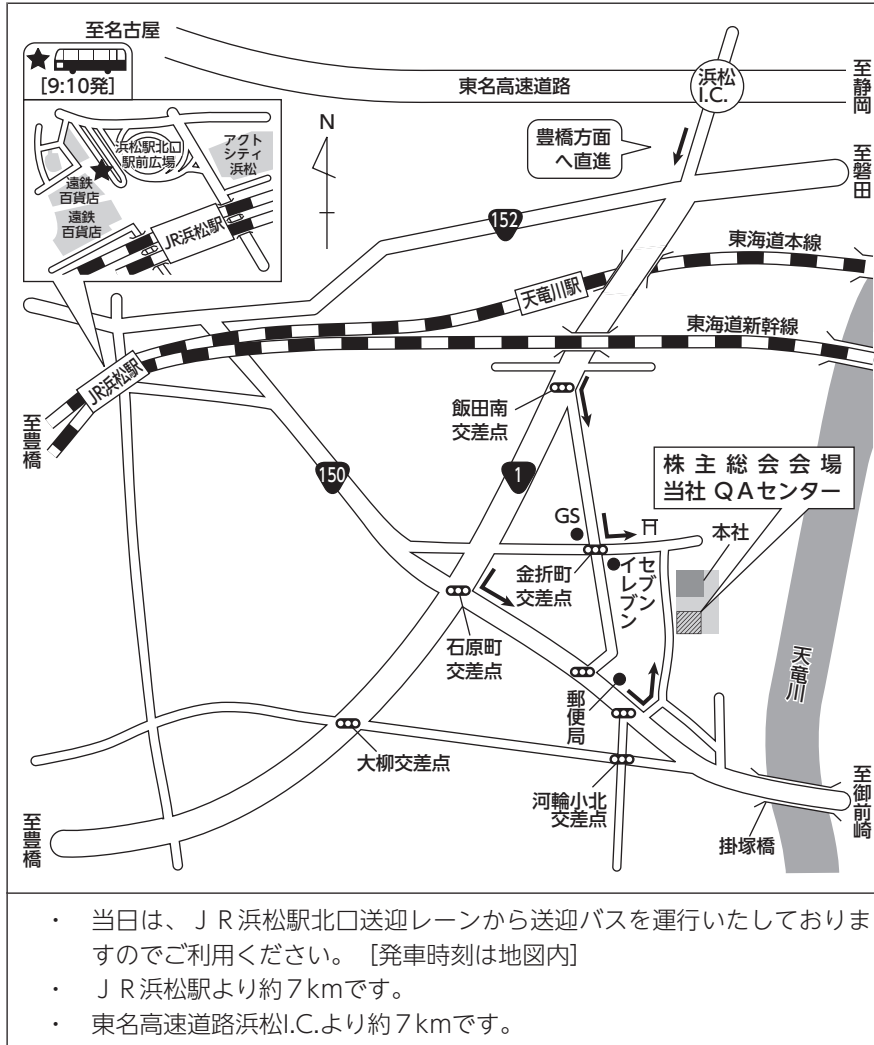 至名古屋
[9:10発]
浜松駅北口
駅前広場
アクト
シティ
浜松
遠鉄
百貨店
遠鉄
百貨店
JR浜松駅
N
東名高速道路
浜松
I.C.
至静岡
豊橋方面
へ直進
至磐田
152
東海道本線
天竜川駅
東海道新幹線
JR浜松駅
至豊橋
飯田南
交差点
150
1
株主総会会場
当社 QAセンター
GS
本社
金折町
交差点
セブン
イレブン
石原町
交差点
郵便局
天竜川
大柳交差点
河輪小北
交差点
至豊橋
掛塚橋
至御前崎
・ 当日は、ＪＲ浜松駅北口送迎レーンから送迎バスを運行いたしておりま
すのでご利用ください。［発車時刻は地図内］
・ ＪＲ浜松駅より約７kmです。
・ 東名高速道路浜松I.C.より約７kmです。